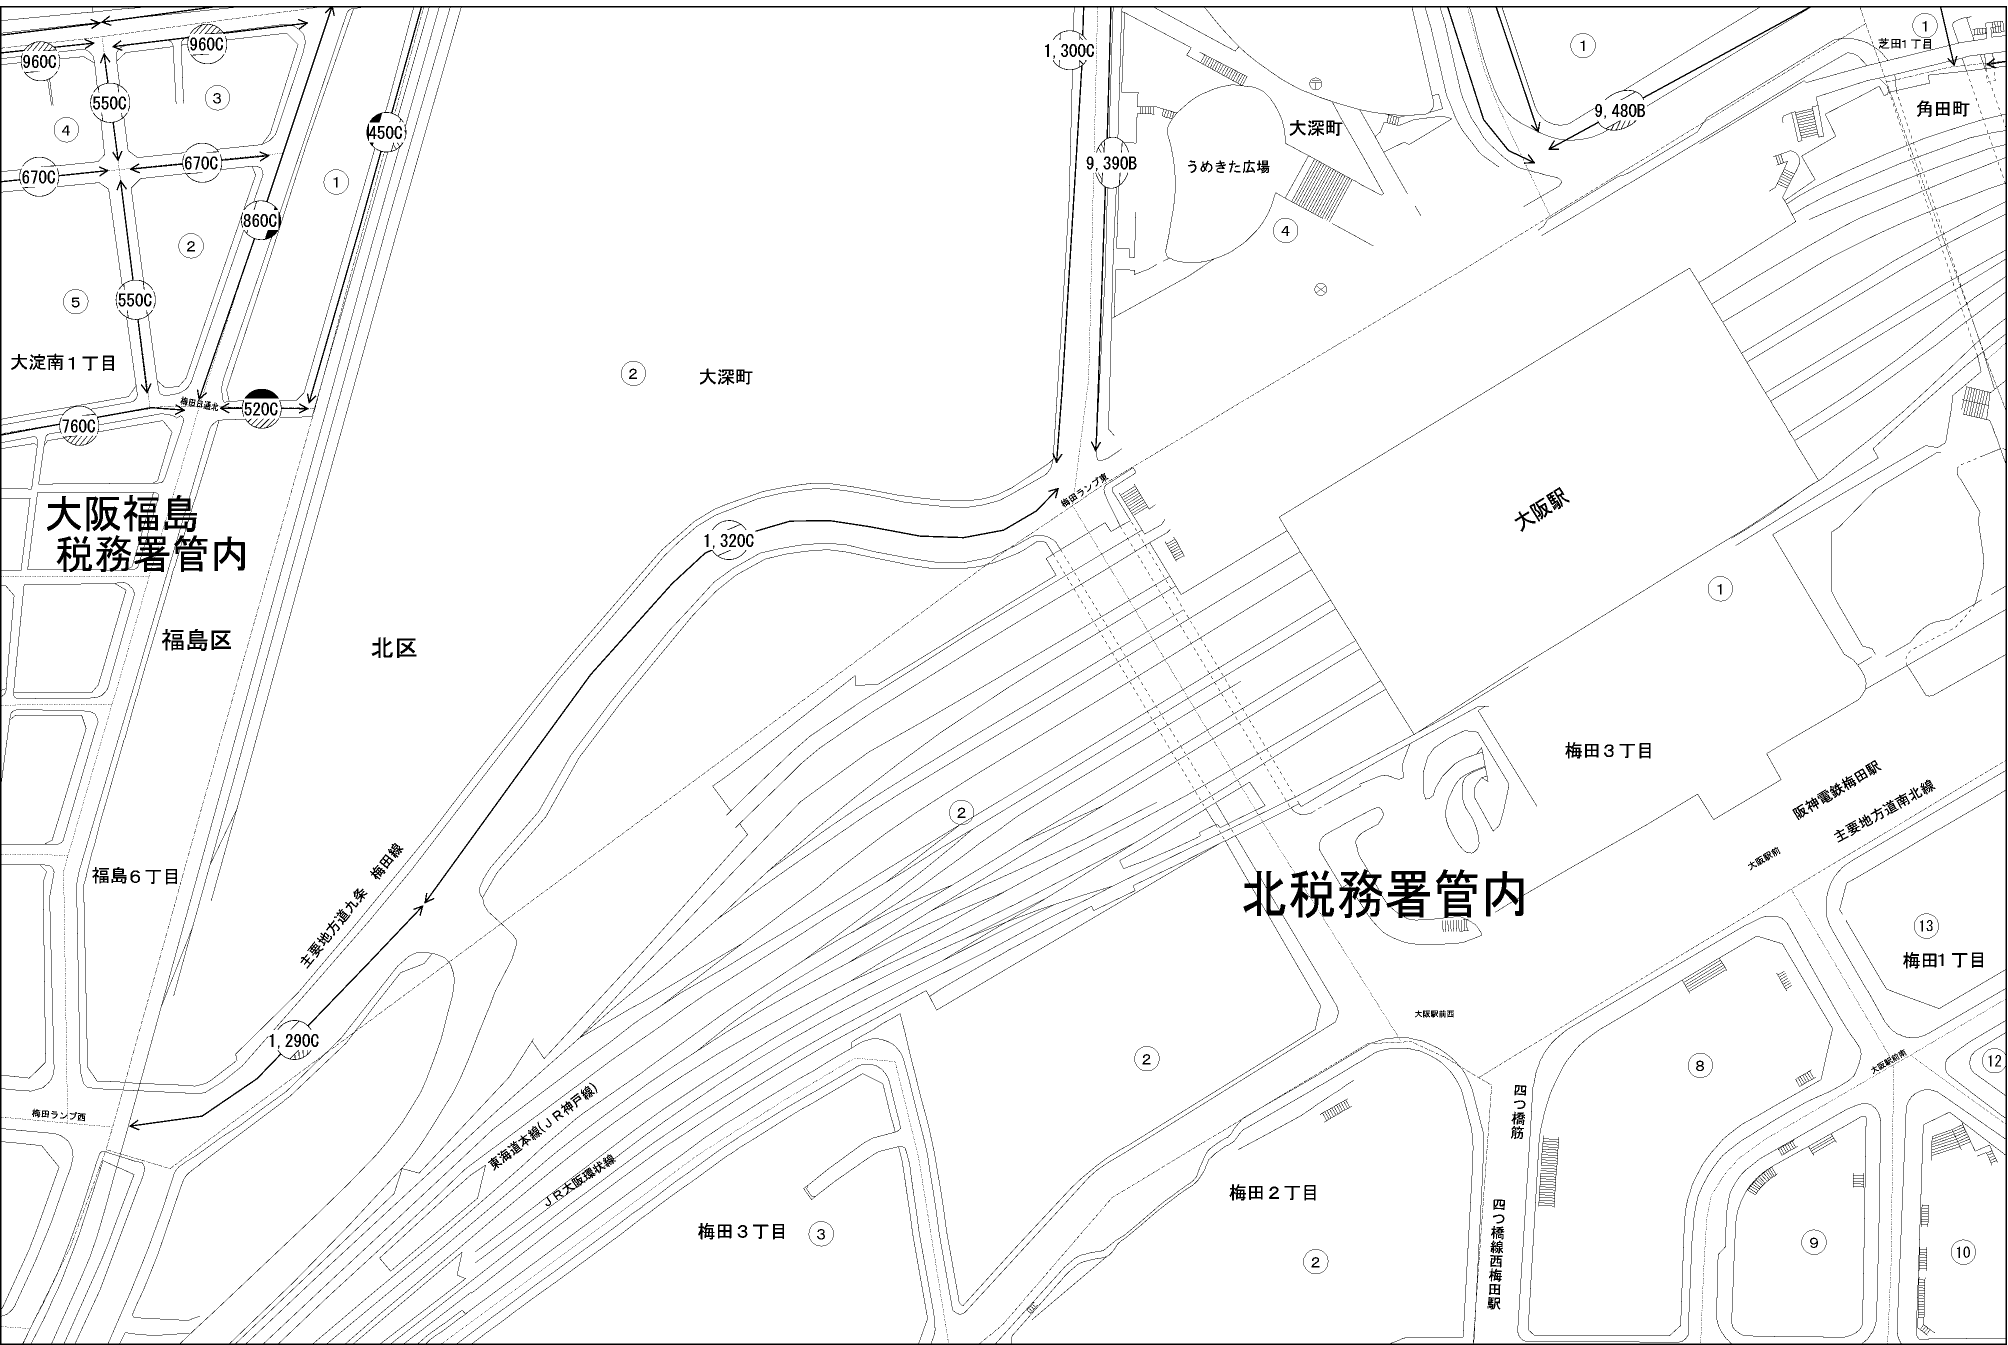 960C
960C
1,300C
①
①
芝田1丁目
550C
③
④
450C
9,480B
角田町
大深町
670C
670C
9,390B
うめきた広場
①
860C
②
④
550C
⑤
大淀南1丁目
②
大深町
梅田日通北
520C
760C
梅田ランプ東
大阪駅
大阪福島
税務署管内
1,320C
①
福島区
北区
梅田3丁目
阪神電鉄梅田駅
主要地方道南北線
②
大阪駅前
福島6丁目
主要地方道九条 梅田線
北税務署管内
⑬
梅田1丁目
大阪駅前西
1,290C
②
⑧
大阪駅前南
⑫
梅田ランプ西
東海道本線(JR神戸線)
JR大阪環状線
四つ橋筋
梅田2丁目
梅田3丁目
③
四つ橋線西梅田駅
②
⑨
⑩